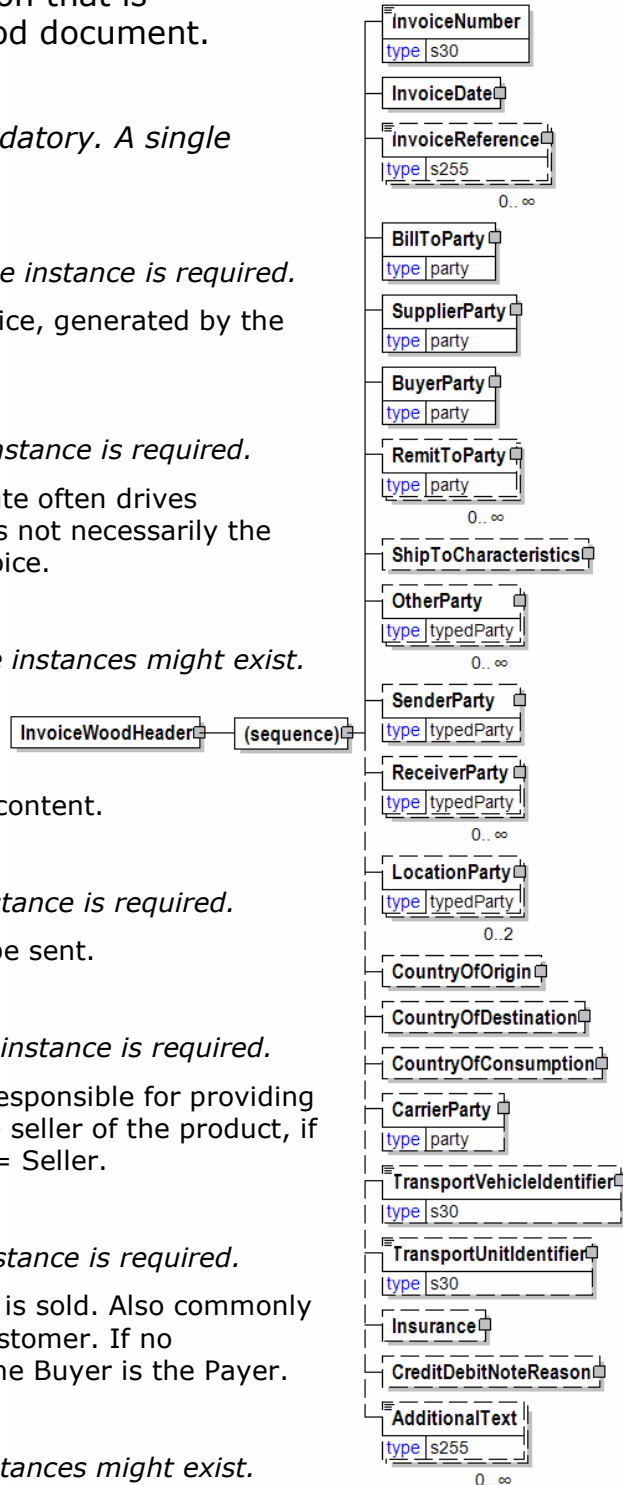 on that is
od document.
datory. A single
e instance is required.
ice, generated by the
nstance is required.
ate often drives
s not necessarily the
oice.
e instances might exist.
content.
stance is required.
be sent.
instance is required.
esponsible for providing
seller of the product, if
= Seller.
stance is required.
is sold. Also commonly
stomer. If no
he Buyer is the Payer.
stances might exist.
InvoiceWoodHeader
(sequence)
InvoiceNumber
type s30
InvoiceDate
InvoiceReference
type s255
0..∞
BillToParty
type party
SupplierParty
type party
BuyerParty
type party
RemitToParty
type party
0..∞
ShipToCharacteristics
OtherParty
type typedParty
0..∞
SenderParty
type typedParty
ReceiverParty
type typedParty
0..∞
LocationParty
type typedParty
0..2
CountryOfOrigin
CountryOfDestination
CountryOfConsumption
CarrierParty
type party
TransportVehicleIdentifier
type s30
TransportUnitIdentifier
type s30
Insurance
CreditDebitNoteReason
AdditionalText
type s255
0..∞